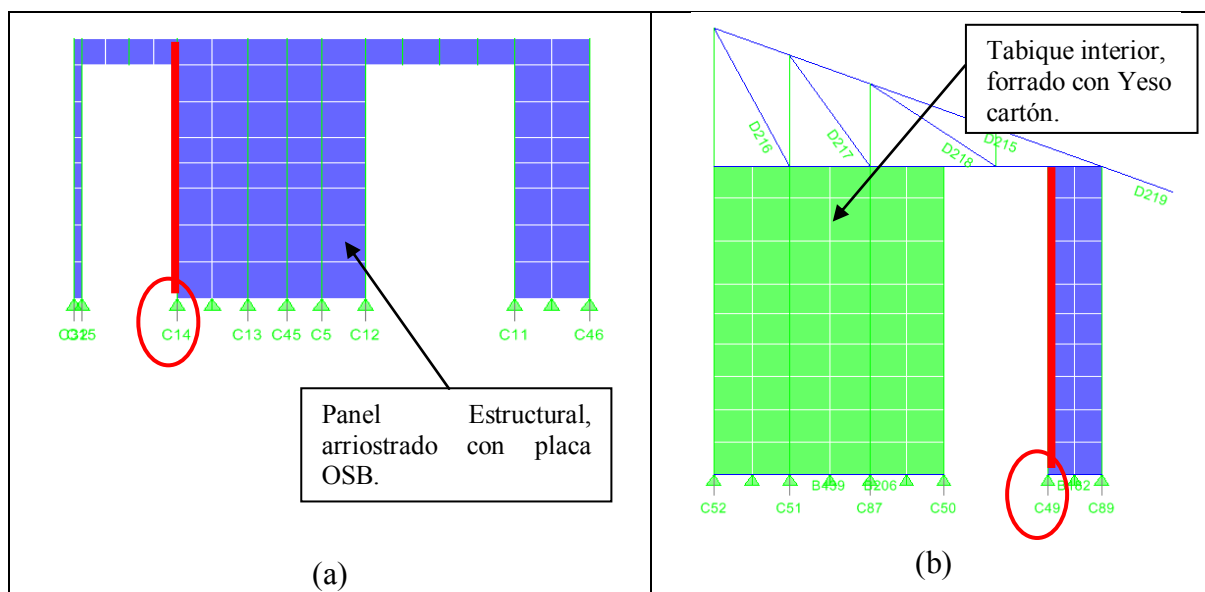 C14
C13
C45
C5
C12
C11
C46
Panel Estructural,
arriostrado con placa
OSB.
(a)
Tabique interior,
forrado con Yeso
cartón.
D216
D217
D218
D215
D219
C52
C51
C87
C50
C49
C89
(b)